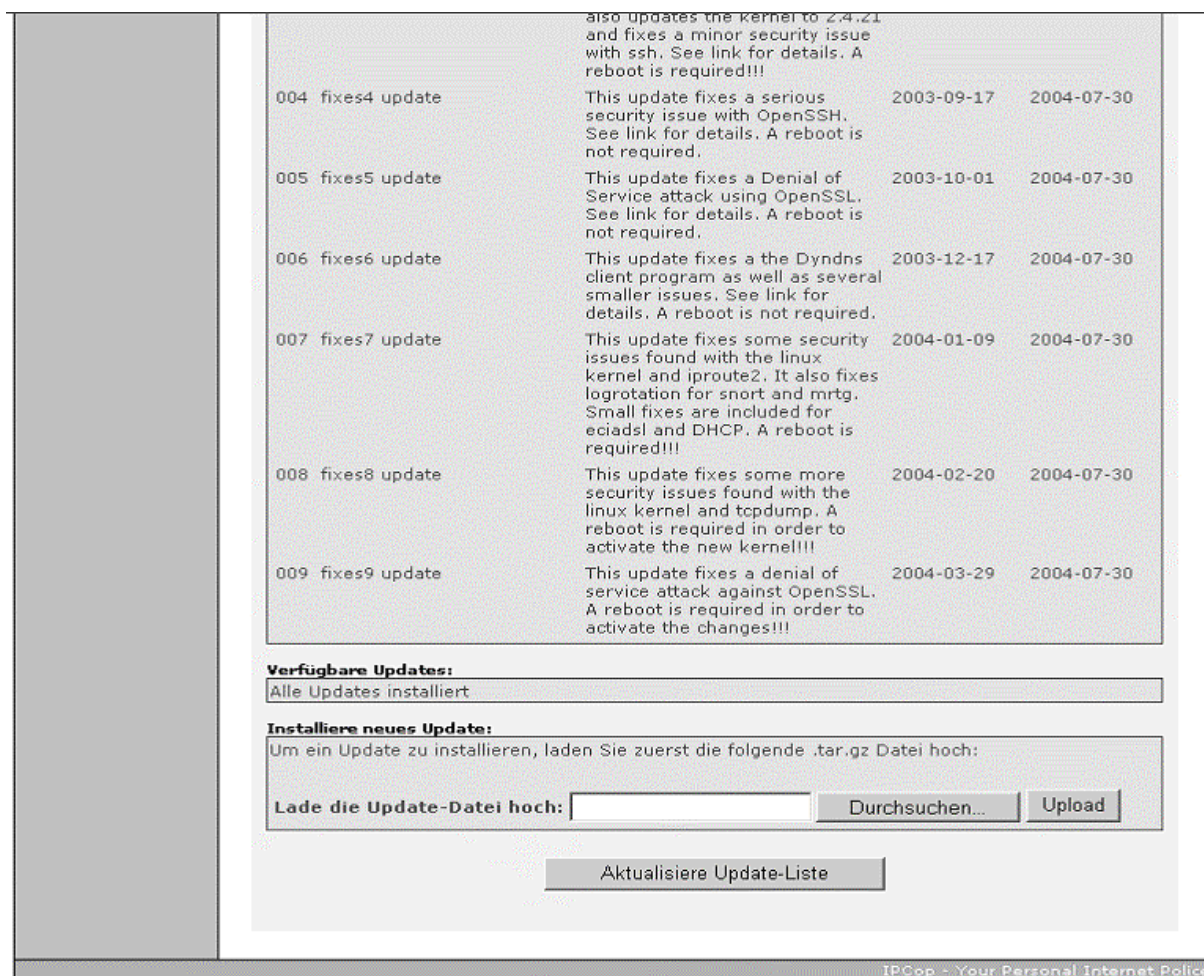 also updates the kernel to 2.4.21
and fixes a minor security issue
with ssh. See link for details. A
reboot is required!!!
004 fixes4 update This update fixes a serious 2003-09-17 2004-07-30
security issue with OpenSSH.
See link for details. A reboot is
not required.
005 fixes5 update This update fixes a Denial of 2003-10-01 2004-07-30
Service attack using OpenSSL.
See link for details. A reboot is
not required.
006 fixes6 update This update fixes a the Dyndns 2003-12-17 2004-07-30
client program as well as several
smaller issues. See link for
details. A reboot is not required.
007 fixes7 update This update fixes some security 2004-01-09 2004-07-30
issues found with the linux
kernel and iproute2. It also fixes
logrotation for snort and mrtg.
Small fixes are included for
eciadsl and DHCP. A reboot is
required!!!
008 fixes8 update This update fixes some more 2004-02-20 2004-07-30
security issues found with the
linux kernel and tcpdump. A
reboot is required in order to
activate the new kernel!!!
009 fixes9 update This update fixes a denial of 2004-03-29 2004-07-30
service attack against OpenSSL.
A reboot is required in order to
activate the changes!!!
Verfügbare Updates:
Alle Updates installiert
Installiere neues Update:
Um ein Update zu installieren, laden Sie zuerst die folgende .tar.gz Datei hoch:
Lade die Update-Datei hoch: Durchsuchen... Upload
Aktualisiere Update-Liste
IPCop - Your Personal Internet Polic